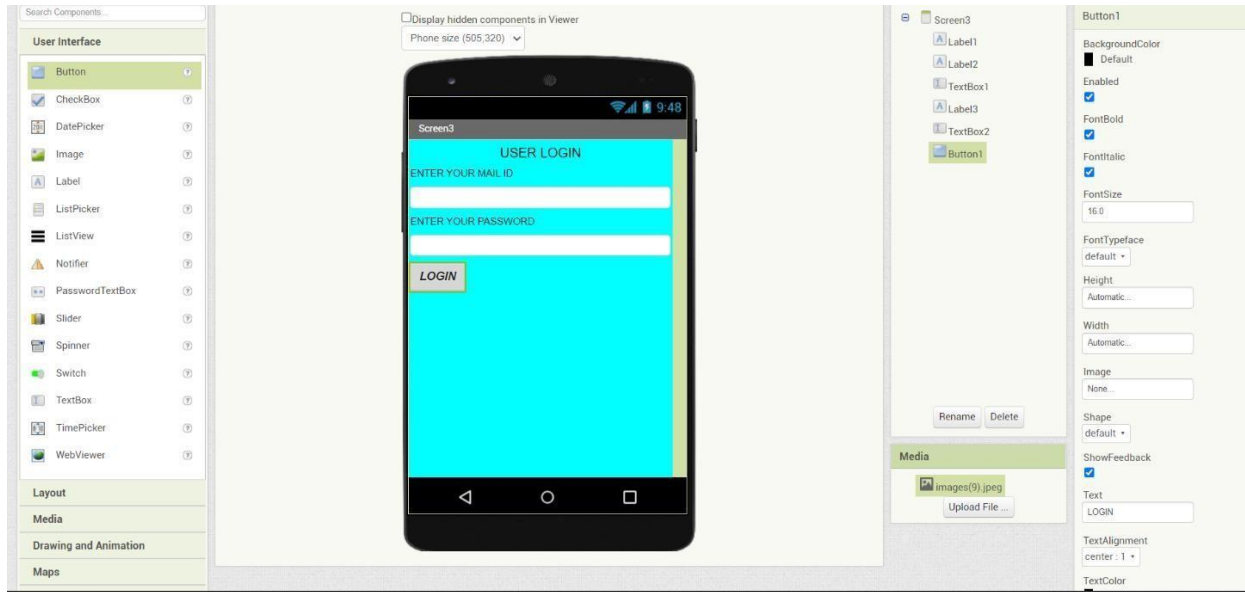 Search Components...
User Interface
Button
CheckBox
DatePicker
Image
Label
ListPicker
ListView
Notifier
PasswordTextBox
Slider
Spinner
Switch
TextBox
TimePicker
WebViewer
Layout
Media
Drawing and Animation
Maps
Display hidden components in Viewer
Phone size (505,320)
9:48
Screen3
USER LOGIN
ENTER YOUR MAIL ID
ENTER YOUR PASSWORD
LOGIN
Screen3
Label1
Label2
TextBox1
Label3
TextBox2
Button1
Rename Delete
Media
images(9).jpeg
Upload File ...
Button1
BackgroundColor
Default
Enabled
FontBold
FontItalic
FontSize
16.0
FontTypeface
default
Height
Automatic...
Width
Automatic...
Image
None...
Shape
default
ShowFeedback
Text
LOGIN
TextAlignment
center : 1
TextColor